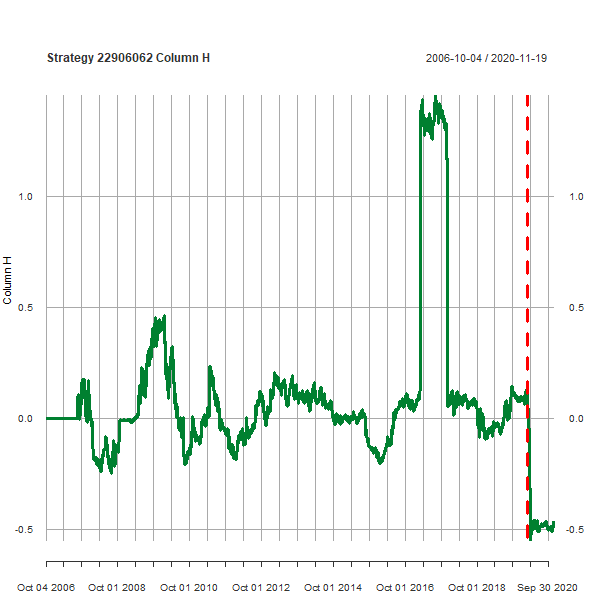 Strategy 22906062 Column H
2006-10-04 / 2020-11-19
Column H
1.0
1.0
0.5
0.5
0.0
0.0
-0.5
-0.5
Oct 04 2006
Oct 01 2008
Oct 01 2010
Oct 01 2012
Oct 01 2014
Oct 01 2016
Oct 01 2018
Sep 30 2020